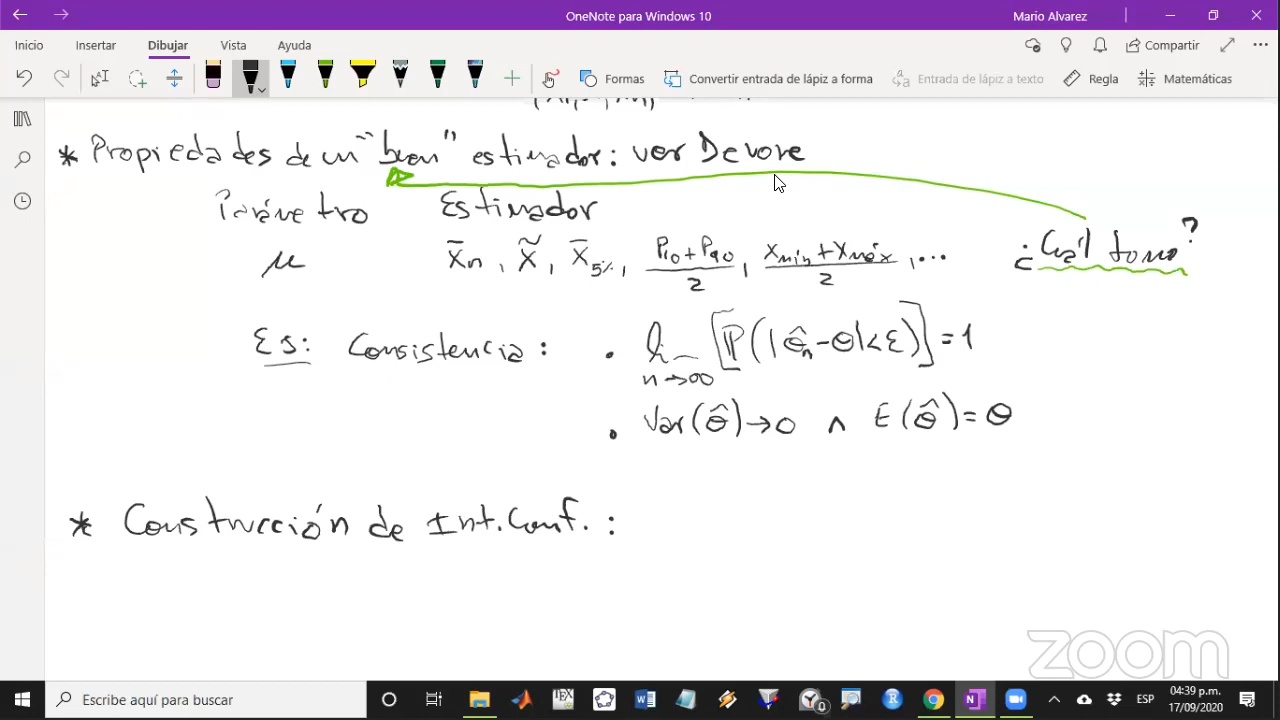 OneNote para Windows 10
Mario Alvarez
Inicio Insertar Dibujar Vista Ayuda
Compartir
Formas Convertir entrada de lápiz a forma Entrada de lápiz a texto Regla Matemáticas
* Propiedades de un "buen" estimador: ver Devore
Parámetro Estimador
μ X̄n, X̃, X̄5%, (P10+P90)/2, (Xmín+Xmáx)/2, ... ¿Cuál tomo?
Ej: Consistencia: • lim n→∞ [ℙ(|θ̂n-θ|<ε)]=1
• Var(θ̂)→0 ∧ E(θ̂)=θ
* Construcción de Int. Conf.:
zoom
Escribe aquí para buscar
ESP
04:39 p.m.
17/09/2020